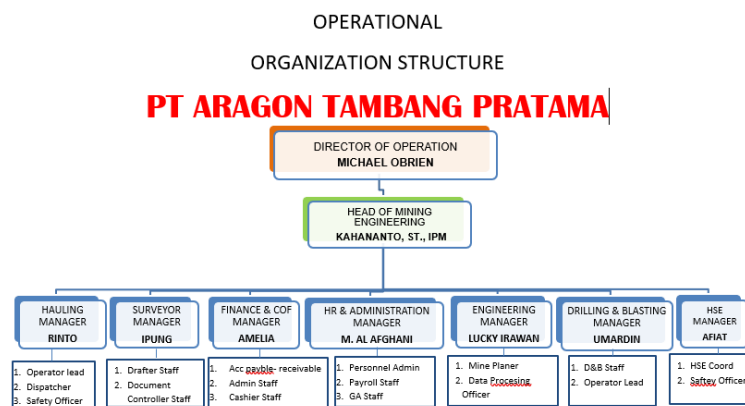 OPERATIONAL
ORGANIZATION STRUCTURE
PT ARAGON TAMBANG PRATAMA
DIRECTOR OF OPERATION
MICHAEL OBRIEN
HEAD OF MINING
ENGINEERING
KAHANANTO, ST., IPM
HAULING
MANAGER
RINTO
SURVEYOR
MANAGER
IPUNG
FINANCE & COF
MANAGER
AMELIA
HR & ADMINISTRATION
MANAGER
M. AL AFGHANI
ENGINEERING
MANAGER
LUCKY IRAWAN
DRILLING & BLASTING
MANAGER
UMARDIN
HSE
MANAGER
AFIAT
1. Operator lead
2. Dispatcher
3. Safety Officer
1. Drafter Staff
2. Document
Controller Staff
1. Acc payble- receivable
2. Admin Staff
3. Cashier Staff
1. Personnel Admin
2. Payroll Staff
3. GA Staff
1. Mine Planer
2. Data Procesing
Officer
1. D&B Staff
2. Operator Lead
1. HSE Coord
2. Saftey Officer